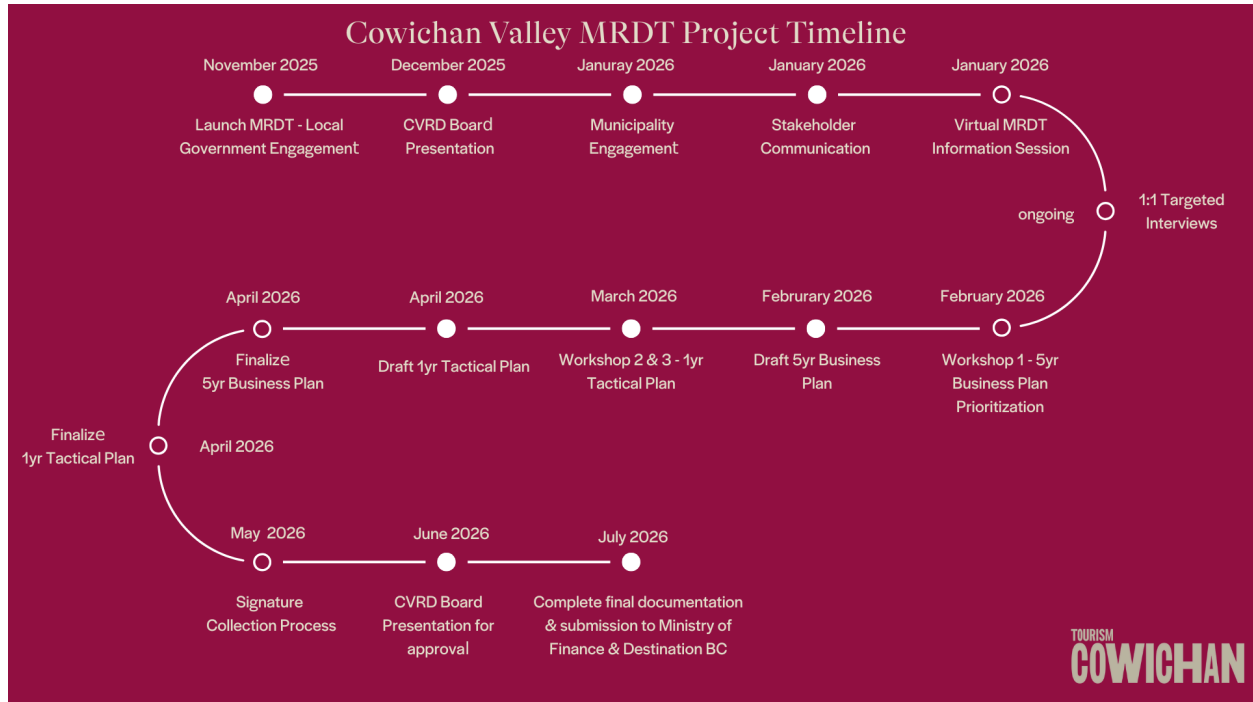 Cowichan Valley MRDT Project Timeline
November 2025
Launch MRDT - Local
Government Engagement
December 2025
CVRD Board
Presentation
Januray 2026
Municipality
Engagement
January 2026
Stakeholder
Communication
January 2026
Virtual MRDT
Information Session
ongoing
1:1 Targeted
Interviews
February 2026
Workshop 1 - 5yr
Business Plan
Prioritization
Februrary 2026
Draft 5yr Business
Plan
March 2026
Workshop 2 & 3 - 1yr
Tactical Plan
April 2026
Draft 1yr Tactical Plan
April 2026
Finalize
5yr Business Plan
April 2026
Finalize
1yr Tactical Plan
May 2026
Signature
Collection Process
June 2026
CVRD Board
Presentation for
approval
July 2026
Complete final documentation
& submission to Ministry of
Finance & Destination BC
TOURISM
COWICHAN